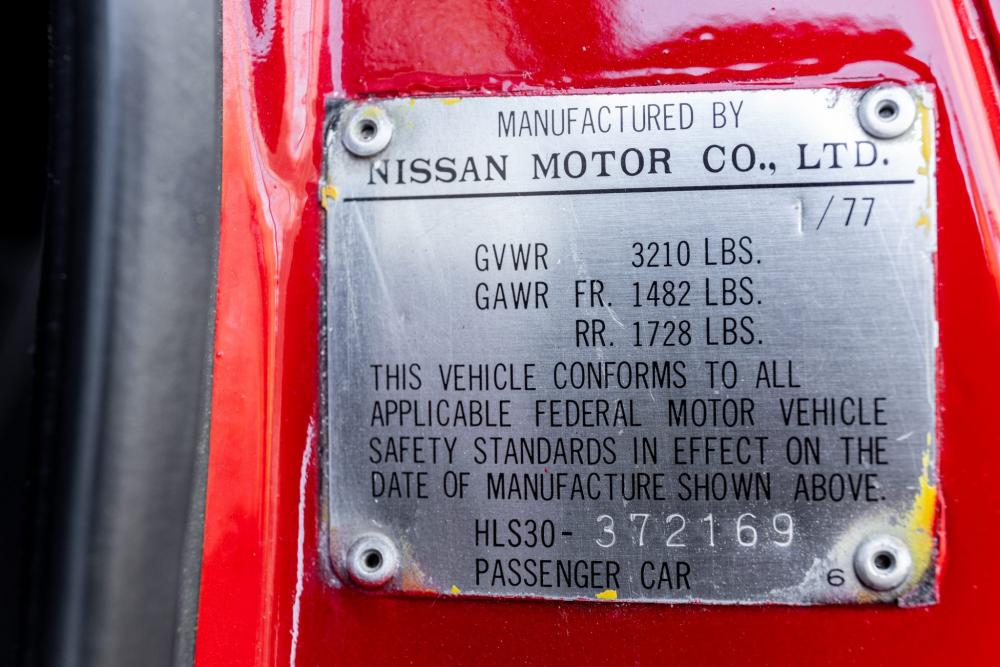 MANUFACTURED BY
NISSAN MOTOR CO., LTD.
1/77
GVWR 3210 LBS.
GAWR FR. 1482 LBS.
RR. 1728 LBS.
THIS VEHICLE CONFORMS TO ALL
APPLICABLE FEDERAL MOTOR VEHICLE
SAFETY STANDARDS IN EFFECT ON THE
DATE OF MANUFACTURE SHOWN ABOVE.
HLS30-372169
PASSENGER CAR 6